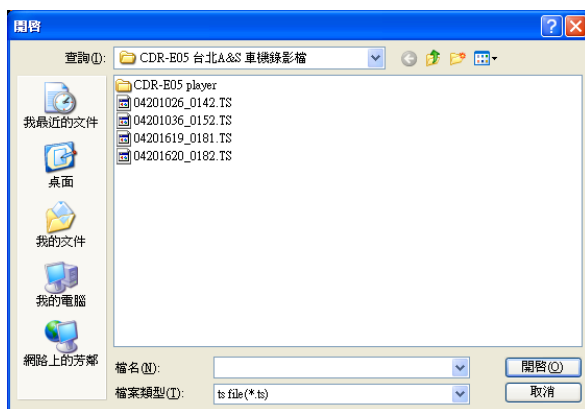 開啓
查詢(I):
CDR-E05 台北A&S 車機錄影檔
CDR-E05 player
04201026_0142.TS
04201036_0152.TS
04201619_0181.TS
04201620_0182.TS
我最近的文件
桌面
我的文件
我的電腦
網路上的芳鄰
檔名(N):
開啓(O)
檔案類型(T):
ts file(*.ts)
取消